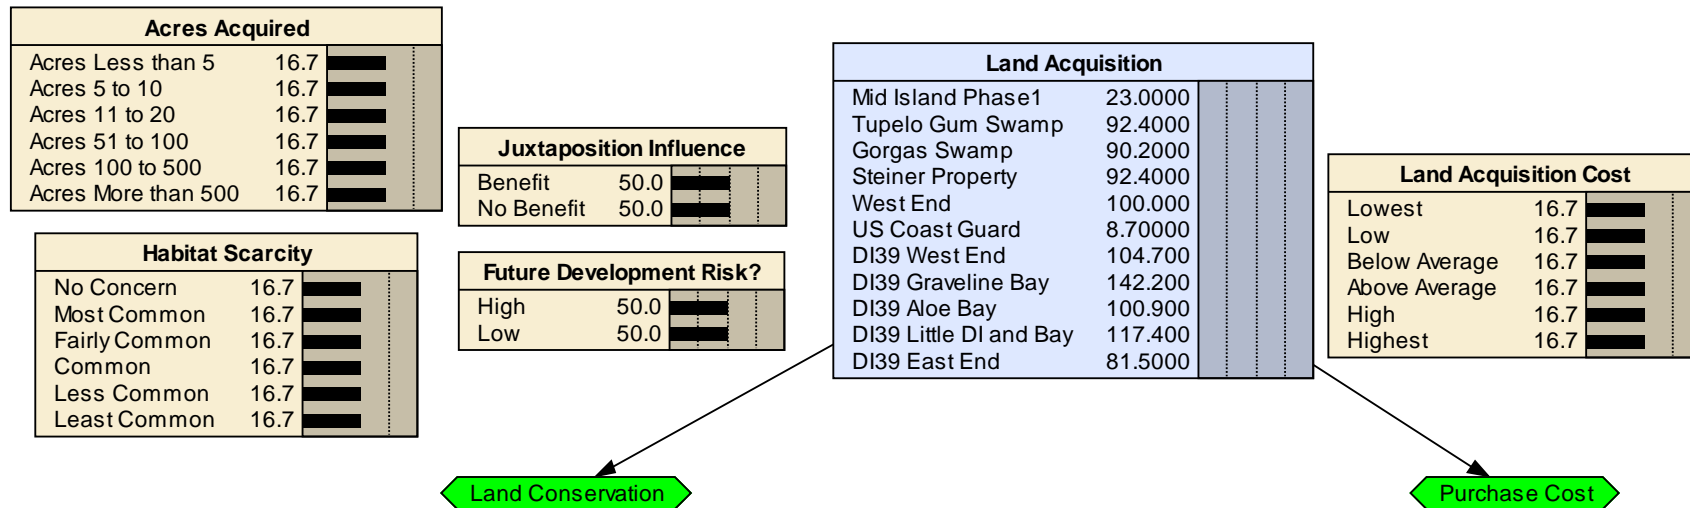 Acres Acquired
Acres Less than 5 16.7
Acres 5 to 10 16.7
Acres 11 to 20 16.7
Acres 51 to 100 16.7
Acres 100 to 500 16.7
Acres More than 500 16.7
Habitat Scarcity
No Concern 16.7
Most Common 16.7
Fairly Common 16.7
Common 16.7
Less Common 16.7
Least Common 16.7
Juxtaposition Influence
Benefit 50.0
No Benefit 50.0
Future Development Risk?
High 50.0
Low 50.0
Land Acquisition
Mid Island Phase1 23.0000
Tupelo Gum Swamp 92.4000
Gorgas Swamp 90.2000
Steiner Property 92.4000
West End 100.000
US Coast Guard 8.70000
DI39 West End 104.700
DI39 Graveline Bay 142.200
DI39 Aloe Bay 100.900
DI39 Little DI and Bay 117.400
DI39 East End 81.5000
Land Acquisition Cost
Lowest 16.7
Low 16.7
Below Average 16.7
Above Average 16.7
High 16.7
Highest 16.7
Land Conservation
Purchase Cost